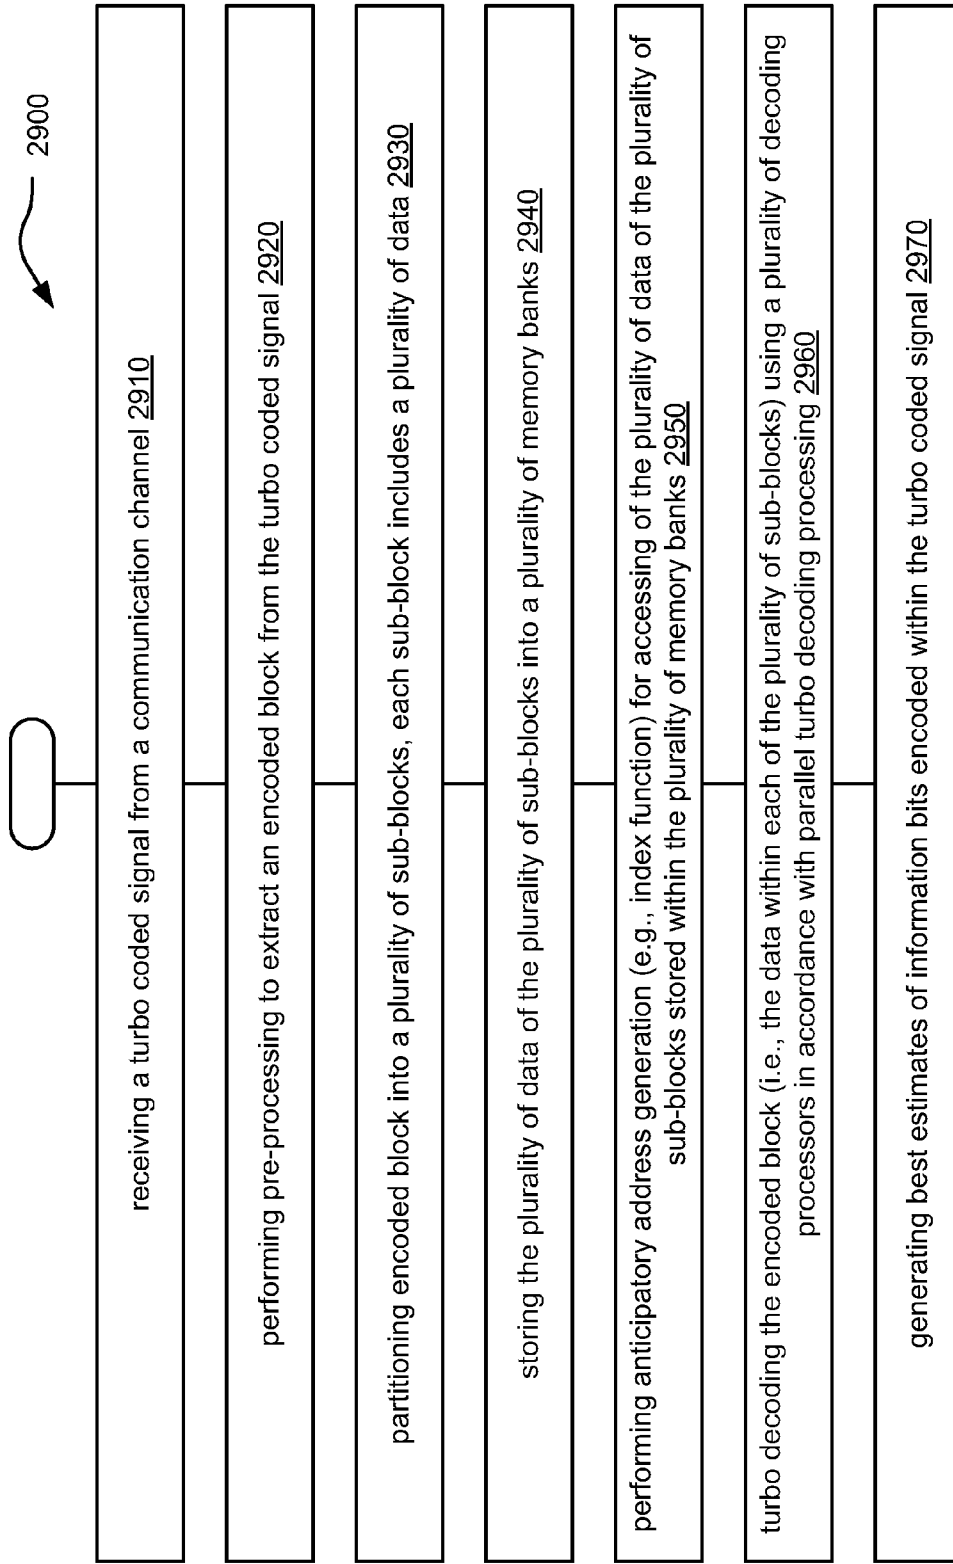 2900
receiving a turbo coded signal from a communication channel 2910
performing pre-processing to extract an encoded block from the turbo coded signal 2920
partitioning encoded block into a plurality of sub-blocks, each sub-block includes a plurality of data 2930
storing the plurality of data of the plurality of sub-blocks into a plurality of memory banks 2940
performing anticipatory address generation (e.g., index function) for accessing of the plurality of data of the plurality of
sub-blocks stored within the plurality of memory banks 2950
turbo decoding the encoded block (i.e., the data within each of the plurality of sub-blocks) using a plurality of decoding
processors in accordance with parallel turbo decoding processing 2960
generating best estimates of information bits encoded within the turbo coded signal 2970